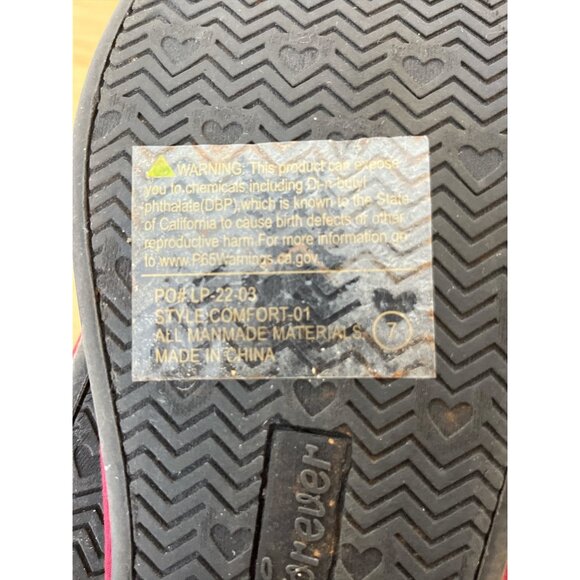 WARNING: This product can expose
you to chemicals including Di-n-butyl
phthalate(DBP),which is known to the State
of California to cause birth defects or other
reproductive harm.For more information go
to www.P65Warnings.ca.gov.
PO#:LP-22-03
STYLE:COMFORT-01
ALL MANMADE MATERIALS. 7
MADE IN CHINA
Forever